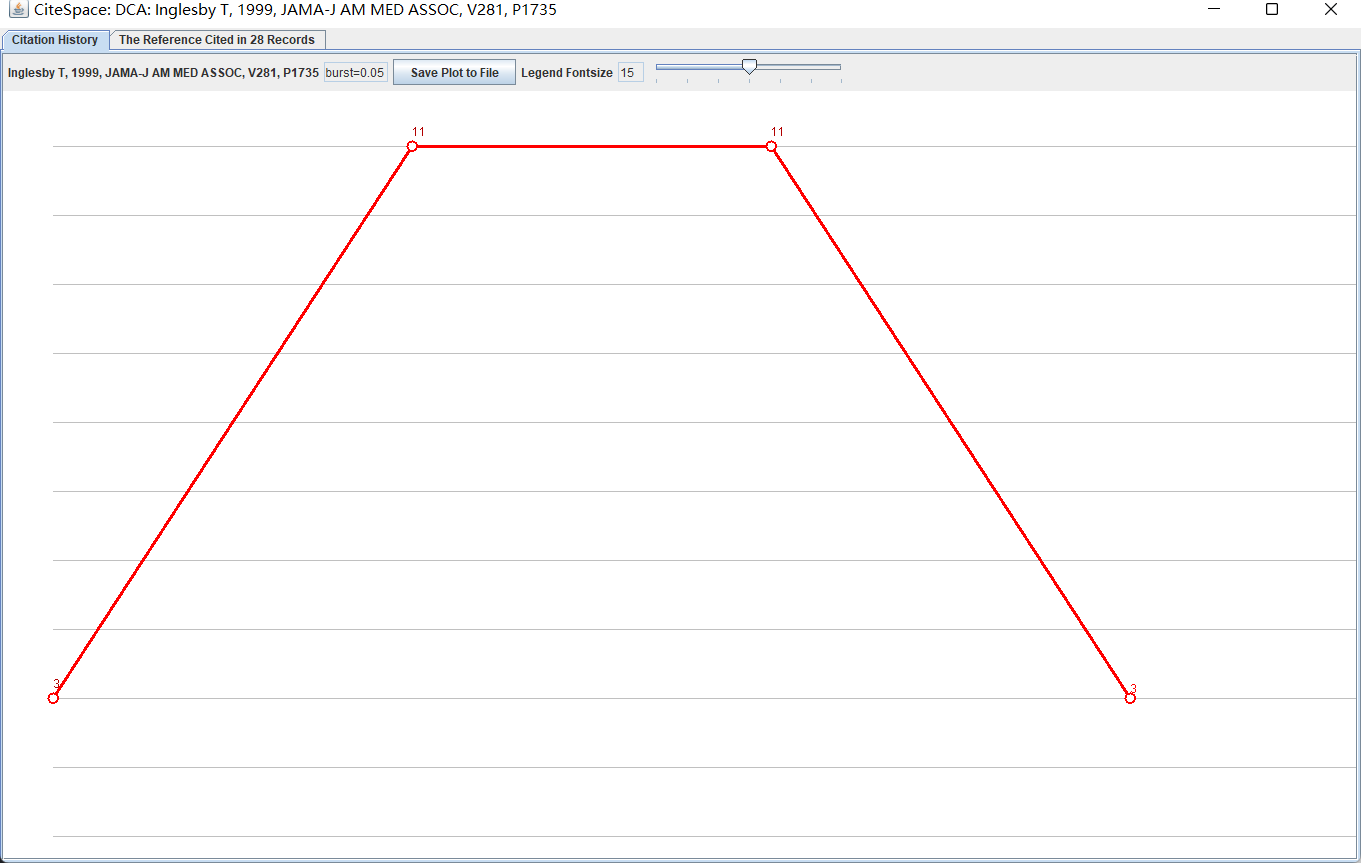 CiteSpace: DCA: Inglesby T, 1999, JAMA-J AM MED ASSOC, V281, P1735
Citation History The Reference Cited in 28 Records
Inglesby T, 1999, JAMA-J AM MED ASSOC, V281, P1735 burst=0.05 Save Plot to File Legend Fontsize 15
11 11
3 3